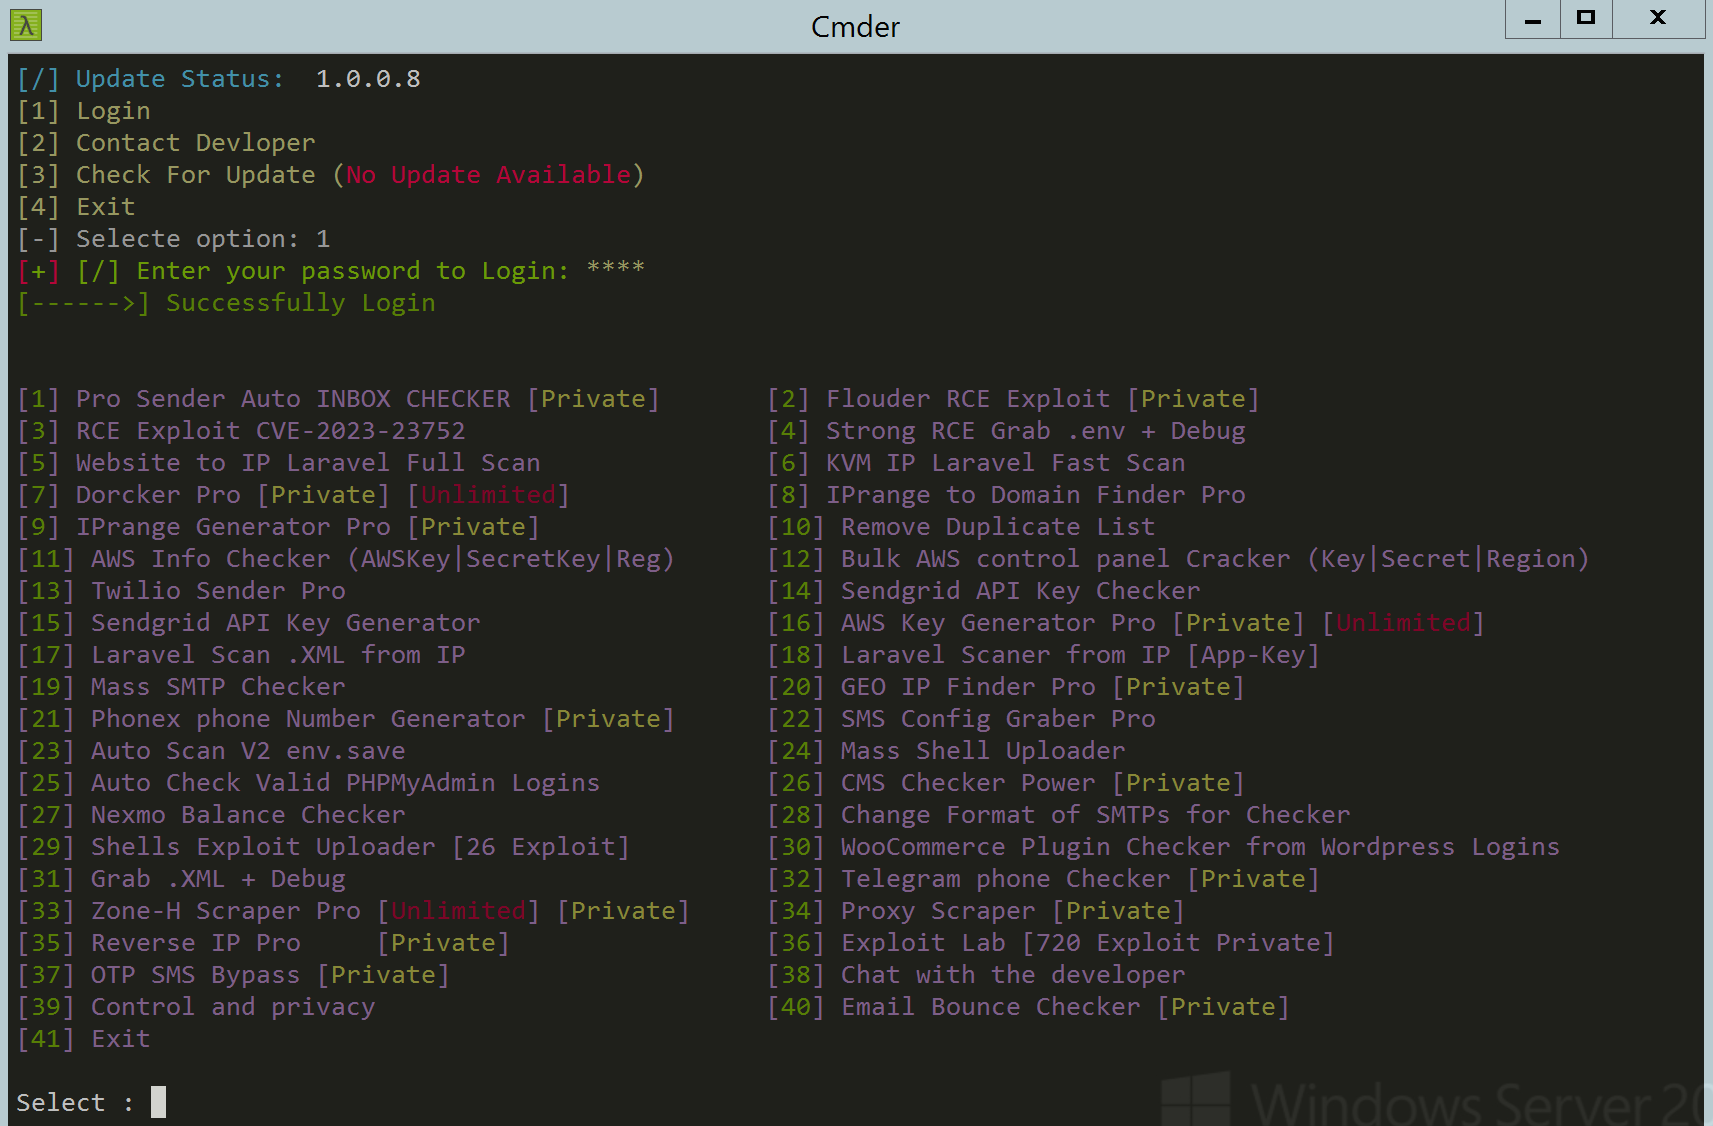 λ Cmder
[/] Update Status:  1.0.0.8
[1] Login
[2] Contact Devloper
[3] Check For Update (No Update Available)
[4] Exit
[-] Selecte option: 1
[+] [/] Enter your password to Login: ****
[------>] Successfully Login
[1] Pro Sender Auto INBOX CHECKER [Private] [2] Flouder RCE Exploit [Private]
[3] RCE Exploit CVE-2023-23752 [4] Strong RCE Grab .env + Debug
[5] Website to IP Laravel Full Scan [6] KVM IP Laravel Fast Scan
[7] Dorcker Pro [Private] [Unlimited] [8] IPrange to Domain Finder Pro
[9] IPrange Generator Pro [Private] [10] Remove Duplicate List
[11] AWS Info Checker (AWSKey|SecretKey|Reg) [12] Bulk AWS control panel Cracker (Key|Secret|Region)
[13] Twilio Sender Pro [14] Sendgrid API Key Checker
[15] Sendgrid API Key Generator [16] AWS Key Generator Pro [Private] [Unlimited]
[17] Laravel Scan .XML from IP [18] Laravel Scaner from IP [App-Key]
[19] Mass SMTP Checker [20] GEO IP Finder Pro [Private]
[21] Phonex phone Number Generator [Private] [22] SMS Config Graber Pro
[23] Auto Scan V2 env.save [24] Mass Shell Uploader
[25] Auto Check Valid PHPMyAdmin Logins [26] CMS Checker Power [Private]
[27] Nexmo Balance Checker [28] Change Format of SMTPs for Checker
[29] Shells Exploit Uploader [26 Exploit] [30] WooCommerce Plugin Checker from Wordpress Logins
[31] Grab .XML + Debug [32] Telegram phone Checker [Private]
[33] Zone-H Scraper Pro [Unlimited] [Private] [34] Proxy Scraper [Private]
[35] Reverse IP Pro     [Private] [36] Exploit Lab [720 Exploit Private]
[37] OTP SMS Bypass [Private] [38] Chat with the developer
[39] Control and privacy [40] Email Bounce Checker [Private]
[41] Exit
Select :
Windows Server